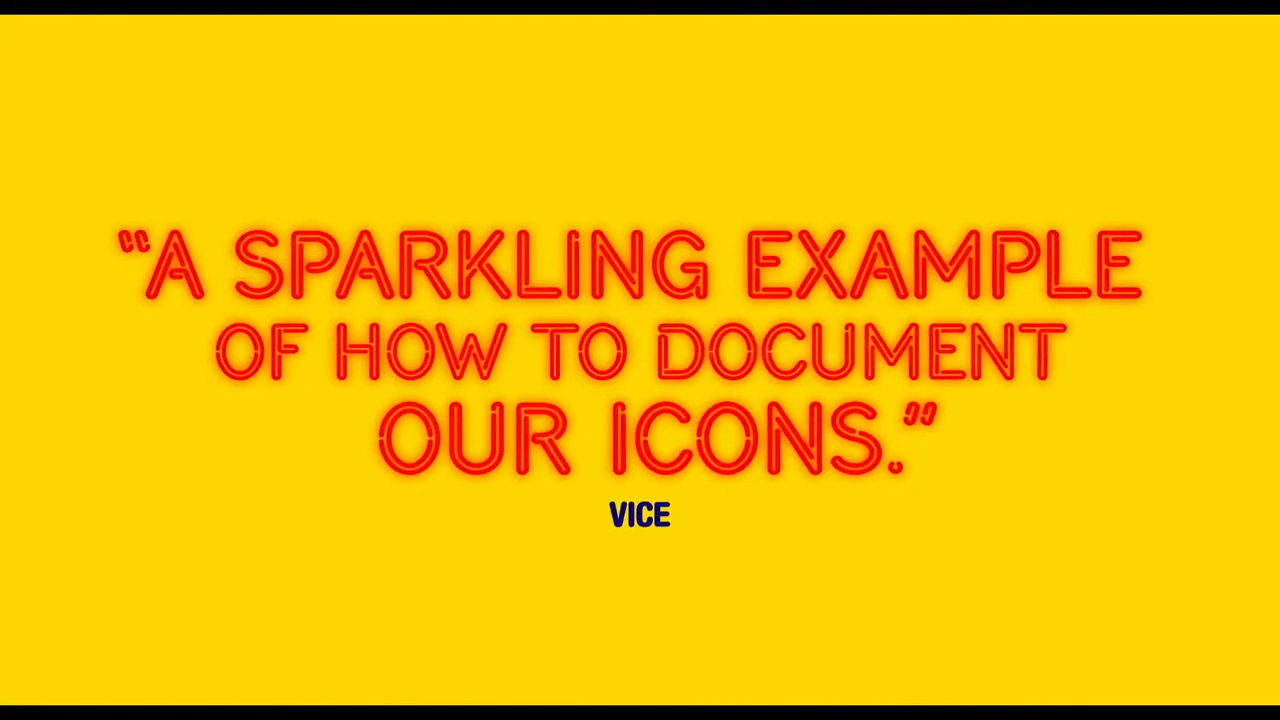 “A SPARKLING EXAMPLE
OF HOW TO DOCUMENT
OUR ICONS.”
VICE